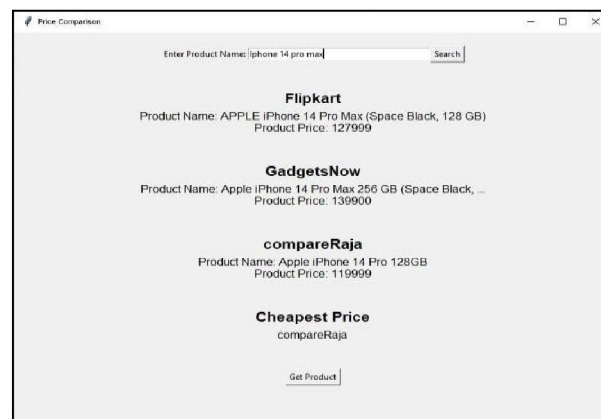 Price Comparison
Enter Product Name: Iphone 14 pro max Search
Flipkart
Product Name: APPLE iPhone 14 Pro Max (Space Black, 128 GB)
Product Price: 127999
GadgetsNow
Product Name: Apple iPhone 14 Pro Max 256 GB (Space Black, ...
Product Price: 139900
compareRaja
Product Name: Apple iPhone 14 Pro 128GB
Product Price: 119999
Cheapest Price
compareRaja
Get Product